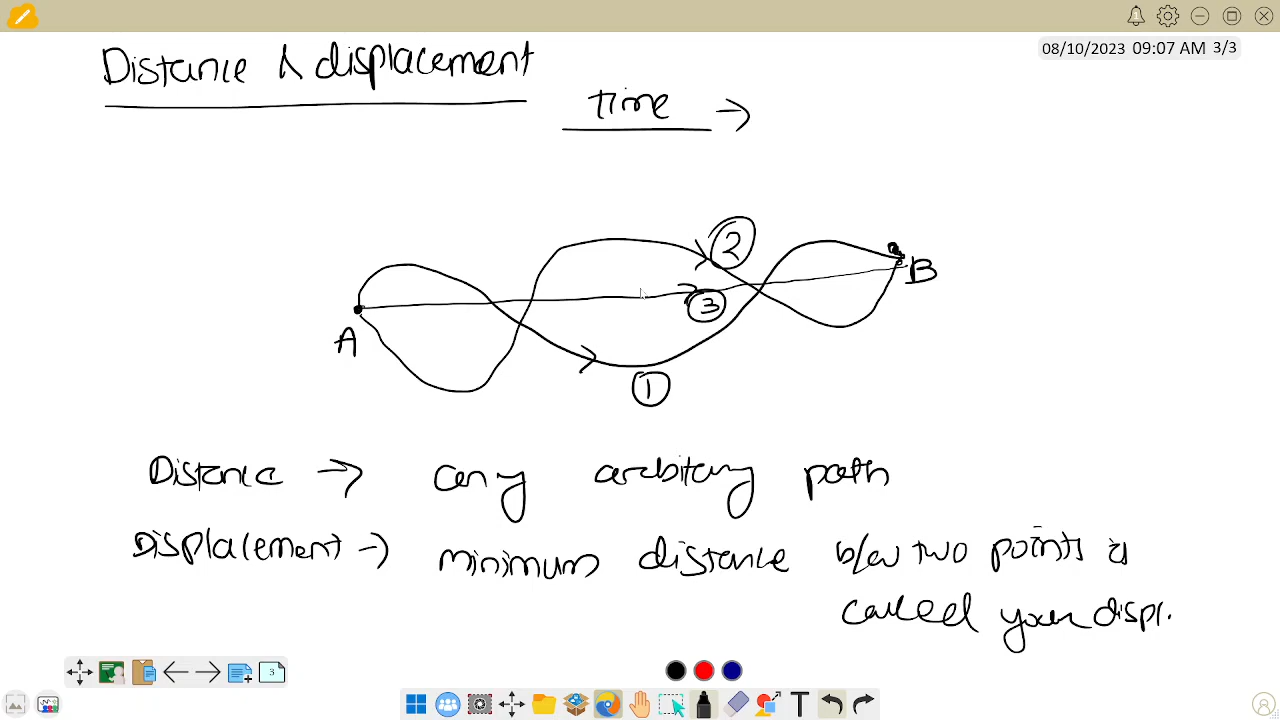 Distance & displacement
08/10/2023 09:07 AM 3/3
time →
2
B
3
A
1
Distance → any arbitary path
Displacement → minimum distance b/w two points is
called your displ.
3
T